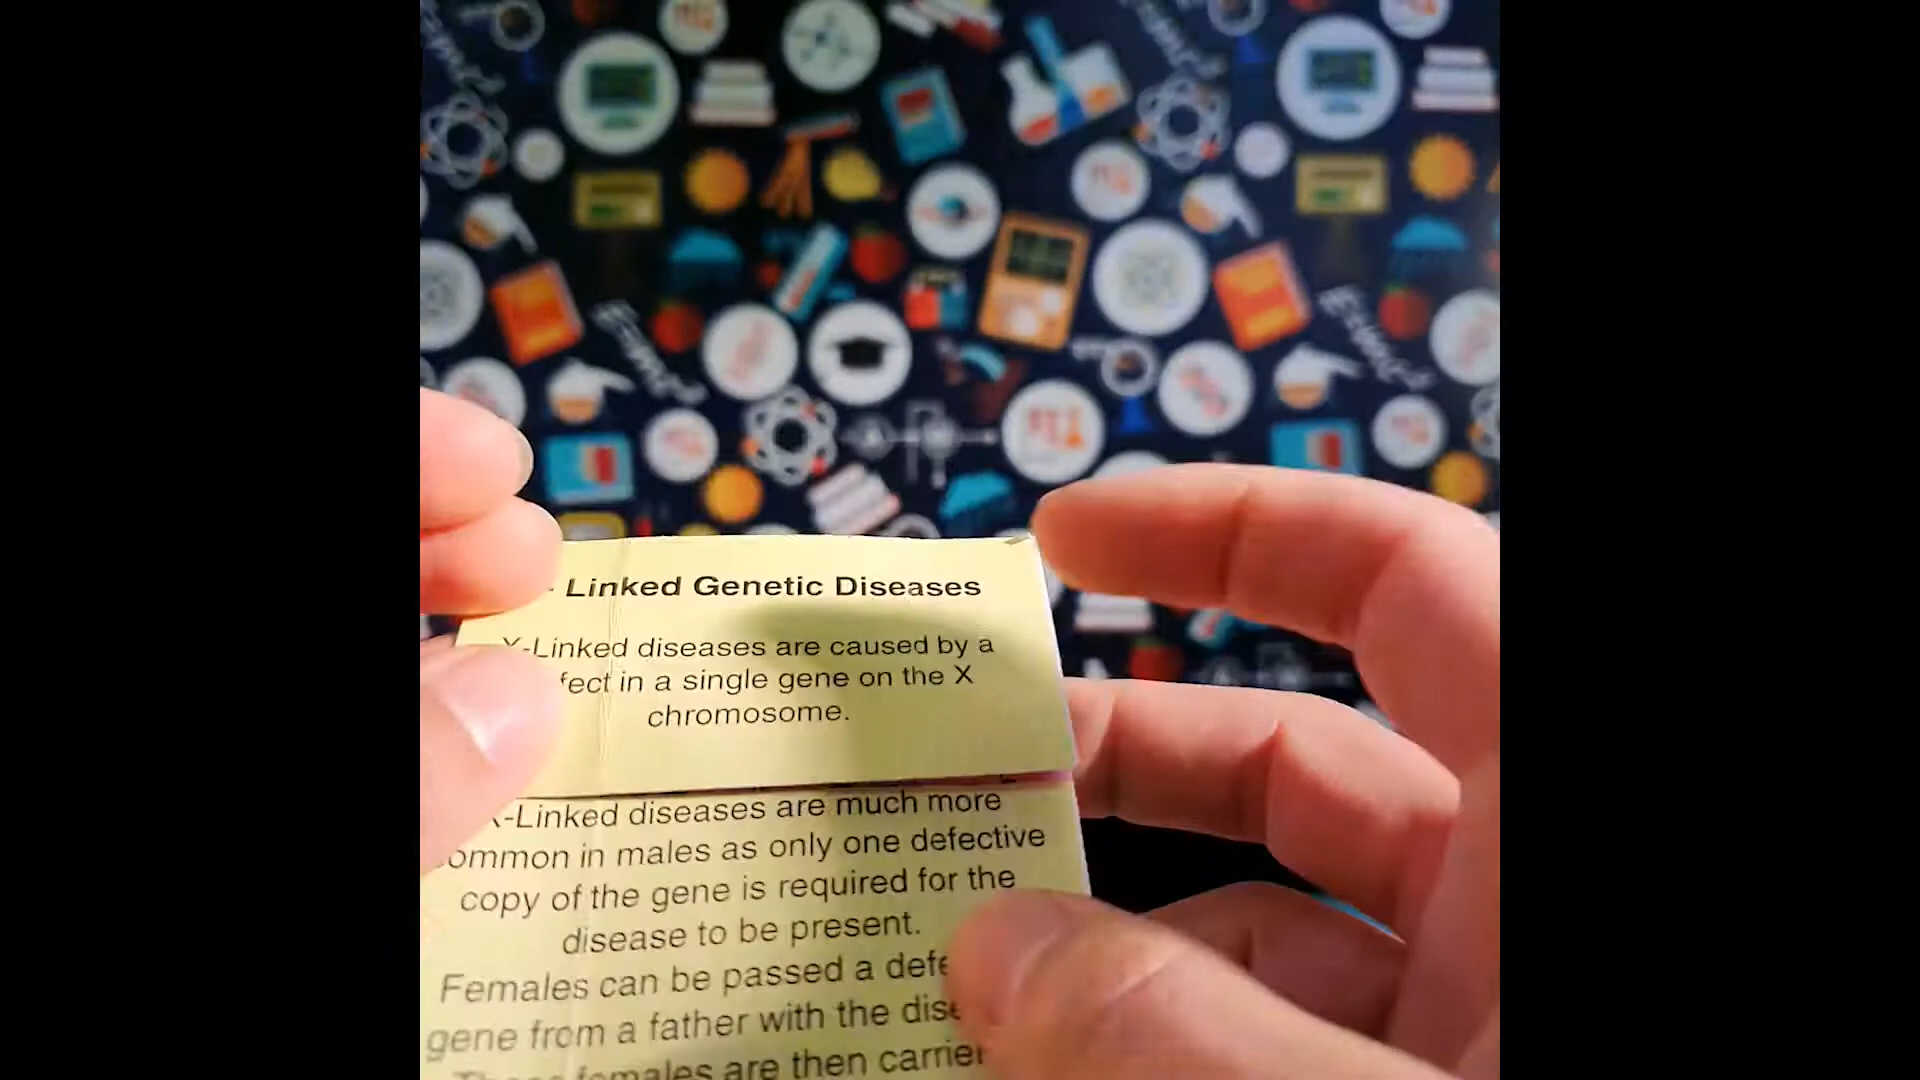 - Linked Genetic Diseases
X-Linked diseases are caused by a
fect in a single gene on the X
chromosome.
X-Linked diseases are much more
ommon in males as only one defective
copy of the gene is required for the
disease to be present.
Females can be passed a defe
gene from a father with the dise
These females are then carrier